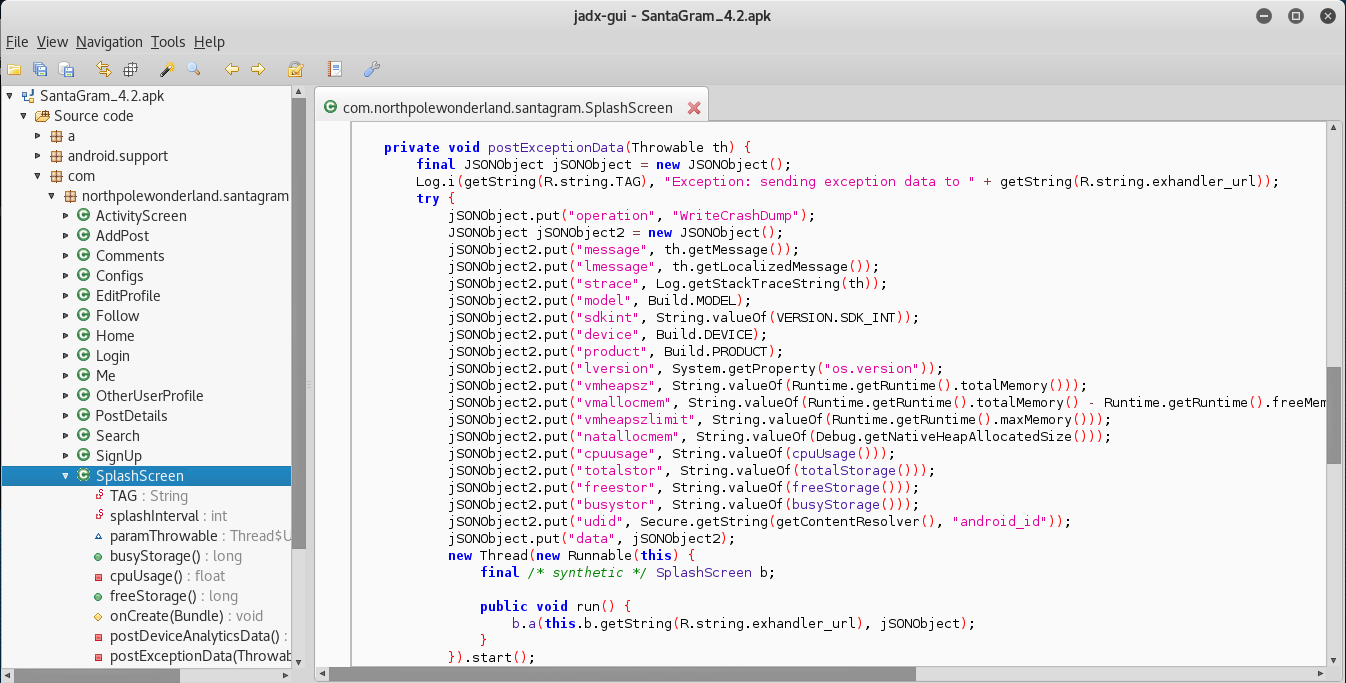 jadx-gui - SantaGram_4.2.apk
File View Navigation Tools Help
SantaGram_4.2.apk
Source code
a
android.support
com
northpolewonderland.santagram
ActivityScreen
AddPost
Comments
Configs
EditProfile
Follow
Home
Login
Me
OtherUserProfile
PostDetails
Search
SignUp
SplashScreen
TAG : String
splashInterval : int
paramThrowable : Thread$U
busyStorage() : long
cpuUsage() : float
freeStorage() : long
onCreate(Bundle) : void
postDeviceAnalyticsData() :
postExceptionData(Throwab
com.northpolewonderland.santagram.SplashScreen
private void postExceptionData(Throwable th) {
final JSONObject jSONObject = new JSONObject();
Log.i(getString(R.string.TAG), "Exception: sending exception data to " + getString(R.string.exhandler_url));
try {
jSONObject.put("operation", "WriteCrashDump");
JSONObject jSONObject2 = new JSONObject();
jSONObject2.put("message", th.getMessage());
jSONObject2.put("lmessage", th.getLocalizedMessage());
jSONObject2.put("strace", Log.getStackTraceString(th));
jSONObject2.put("model", Build.MODEL);
jSONObject2.put("sdkint", String.valueOf(VERSION.SDK_INT));
jSONObject2.put("device", Build.DEVICE);
jSONObject2.put("product", Build.PRODUCT);
jSONObject2.put("lversion", System.getProperty("os.version"));
jSONObject2.put("vmheapsz", String.valueOf(Runtime.getRuntime().totalMemory()));
jSONObject2.put("vmallocmem", String.valueOf(Runtime.getRuntime().totalMemory() - Runtime.getRuntime().freeMem
jSONObject2.put("vmheapszlimit", String.valueOf(Runtime.getRuntime().maxMemory()));
jSONObject2.put("natallocmem", String.valueOf(Debug.getNativeHeapAllocatedSize()));
jSONObject2.put("cpuusage", String.valueOf(cpuUsage()));
jSONObject2.put("totalstor", String.valueOf(totalStorage()));
jSONObject2.put("freestor", String.valueOf(freeStorage()));
jSONObject2.put("busystor", String.valueOf(busyStorage()));
jSONObject2.put("udid", Secure.getString(getContentResolver(), "android_id"));
jSONObject.put("data", jSONObject2);
new Thread(new Runnable(this) {
final /* synthetic */ SplashScreen b;
public void run() {
b.a(this.b.getString(R.string.exhandler_url), jSONObject);
}
}).start();